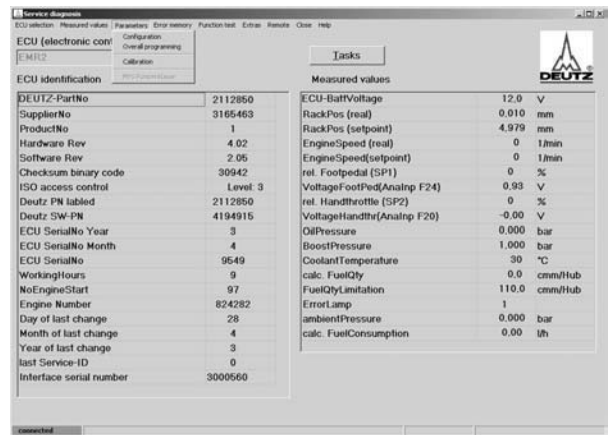 Service diagnosis
ECU selection Measured values Parameters Error memory Function test Extras Remote Close Help
Configuration
Overall programming
Calibration
ECU (electronic cont
EMR2
Tasks
DEUTZ
ECU identification
DEUTZ-PartNo 2112850
SupplierNo 3165463
ProductNo 1
Hardware Rev 4.02
Software Rev 2.05
Checksum binary code 30942
ISO access control Level: 3
Deutz PN labled 2112850
Deutz SW-PN 4194915
ECU SerialNo Year 3
ECU SerialNo Month 4
ECU SerialNo 9549
WorkingHours 9
NoEngineStart 97
Engine Number 824282
Day of last change 28
Month of last change 4
Year of last change 3
last Service-ID 0
Interface serial number 3000560
Measured values
ECU-BattVoltage 12,0 V
RackPos (real) 0,010 mm
RackPos (setpoint) 4,979 mm
EngineSpeed (real) 0 1/min
EngineSpeed(setpoint) 0 1/min
rel. Footpedal (SP1) 0 %
VoltageFootPed(AnaInp F24) 0,93 V
rel. Handthrottle (SP2) 0 %
VoltageHandthr(AnaInp F20) -0,00 V
OilPressure 0,000 bar
BoostPressure 1,000 bar
CoolantTemperature 30 °C
calc. FuelQty 0,0 cmm/Hub
FuelQtyLimitation 110,0 cmm/Hub
ErrorLamp 1
ambientPressure 0,000 bar
calc. FuelConsumption 0,00 l/h
connected